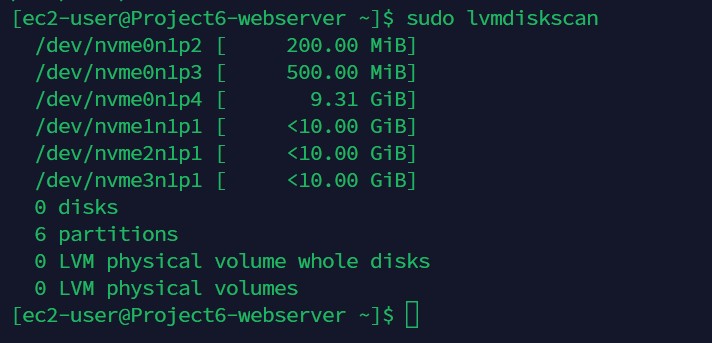 [ec2-user@Project6-webserver ~]$ sudo lvmdiskscan
/dev/nvme0n1p2 [     200.00 MiB]
/dev/nvme0n1p3 [     500.00 MiB]
/dev/nvme0n1p4 [       9.31 GiB]
/dev/nvme1n1p1 [     <10.00 GiB]
/dev/nvme2n1p1 [     <10.00 GiB]
/dev/nvme3n1p1 [     <10.00 GiB]
0 disks
6 partitions
0 LVM physical volume whole disks
0 LVM physical volumes
[ec2-user@Project6-webserver ~]$